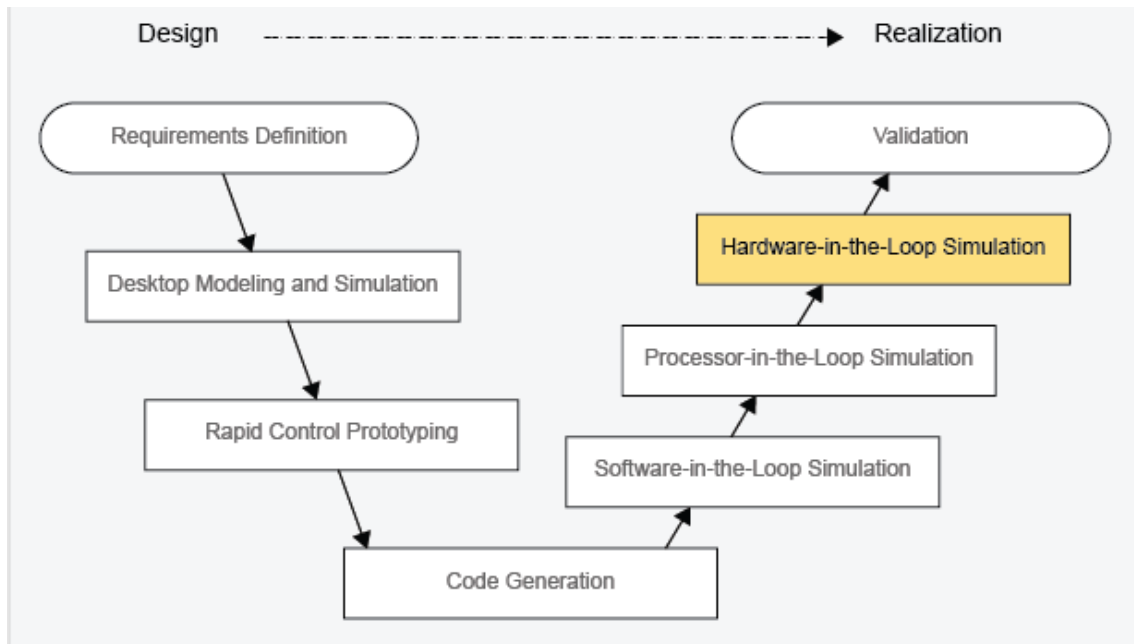 Design
Realization
Requirements Definition
Validation
Hardware-in-the-Loop Simulation
Desktop Modeling and Simulation
Processor-in-the-Loop Simulation
Rapid Control Prototyping
Software-in-the-Loop Simulation
Code Generation